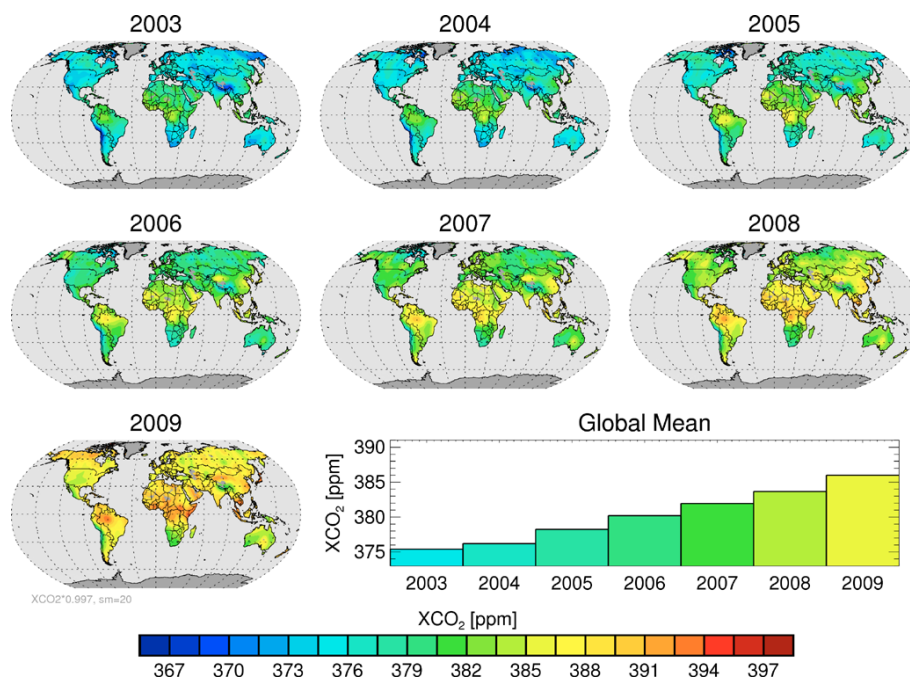 2003 2004 2005
2006 2007 2008
2009 Global Mean
XCO₂ [ppm]
391
385
380
375
2003 2004 2005 2006 2007 2008 2009
XCO2*0.997, sm=20
XCO₂ [ppm]
367 370 373 376 379 382 385 388 391 394 397